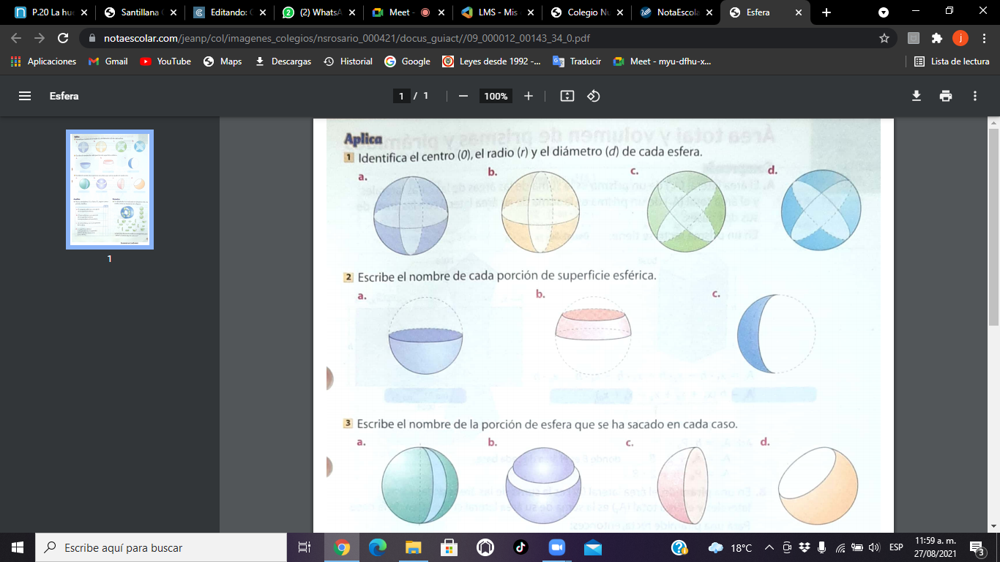 P.20 La hu
Santillana
Editando: C
(2) WhatsA
Meet -
LMS - Mis
Colegio Nu
NotaEscola
Esfera
notaescolar.com/jeanp/col/imagenes_colegios/nsrosario_000421/docus_guiact//09_000012_00143_34_0.pdf
Aplicaciones
Gmail
YouTube
Maps
Descargas
Historial
Google
Leyes desde 1992 -...
Traducir
Meet - myu-dfhu-x...
Lista de lectura
Esfera
1 / 1
100%
1
Aplica
1 Identifica el centro (0), el radio (r) y el diámetro (d) de cada esfera.
a. b. c. d.
2 Escribe el nombre de cada porción de superficie esférica.
a. b. c.
3 Escribe el nombre de la porción de esfera que se ha sacado en cada caso.
a. b. c. d.
Escribe aquí para buscar
18°C
ESP
11:59 a. m.
27/08/2021
3